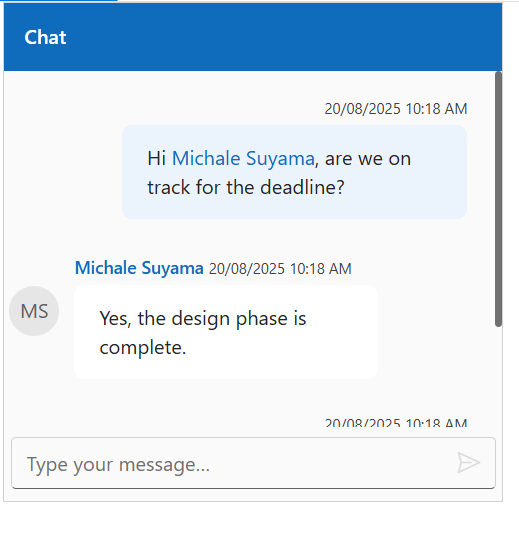 Chat
20/08/2025 10:18 AM
Hi Michale Suyama, are we on
track for the deadline?
Michale Suyama 20/08/2025 10:18 AM
MS
Yes, the design phase is
complete.
20/08/2025 10:18 AM
Type your message...